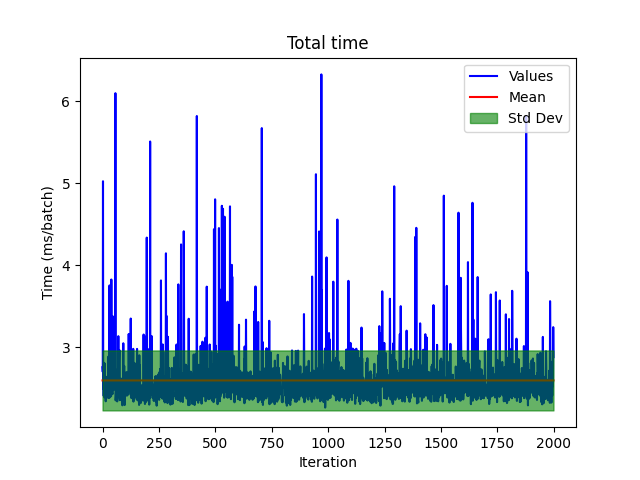 Total time
Values
Mean
Std Dev
Time (ms/batch)
6
5
4
3
0 250 500 750 1000 1250 1500 1750 2000
Iteration